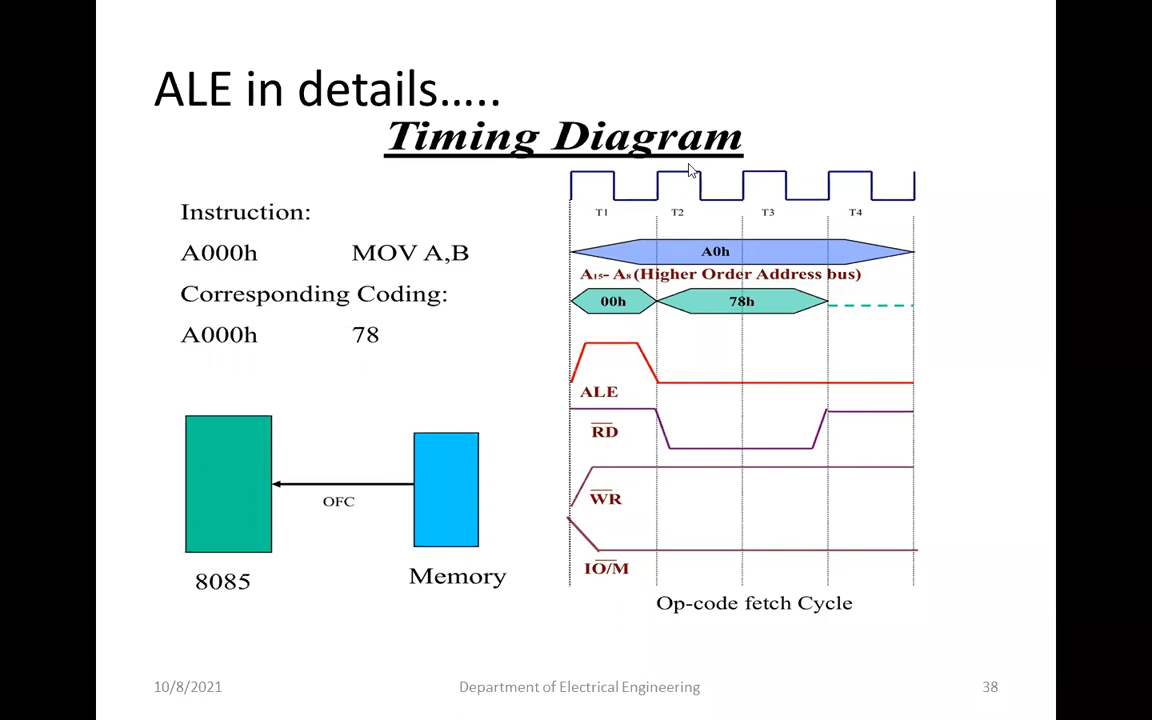 ALE in details…..
Timing Diagram
Instruction:
A000h MOV A,B
Corresponding Coding:
A000h 78
OFC
8085
Memory
T1 T2 T3 T4
A0h
A15– A8 (Higher Order Address bus)
00h 78h
ALE
RD
WR
IO/M
Op-code fetch Cycle
10/8/2021 Department of Electrical Engineering 38